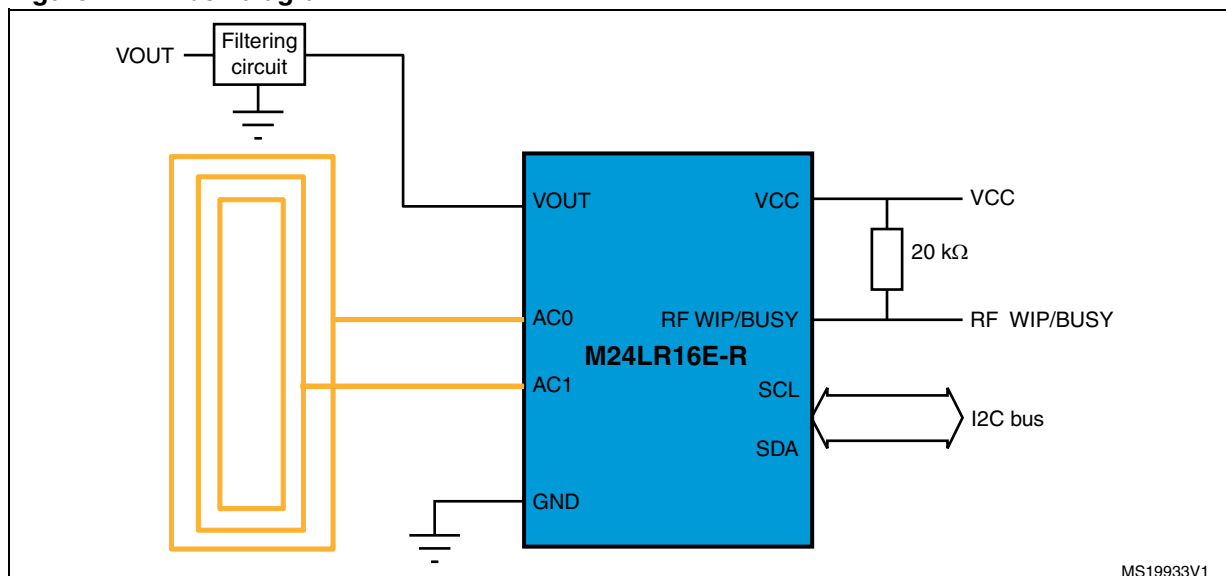 VOUT
Filtering
circuit
VOUT
VCC
VCC
20 kΩ
AC0
RF WIP/BUSY
RF WIP/BUSY
M24LR16E-R
AC1
SCL
I2C bus
SDA
GND
MS19933V1